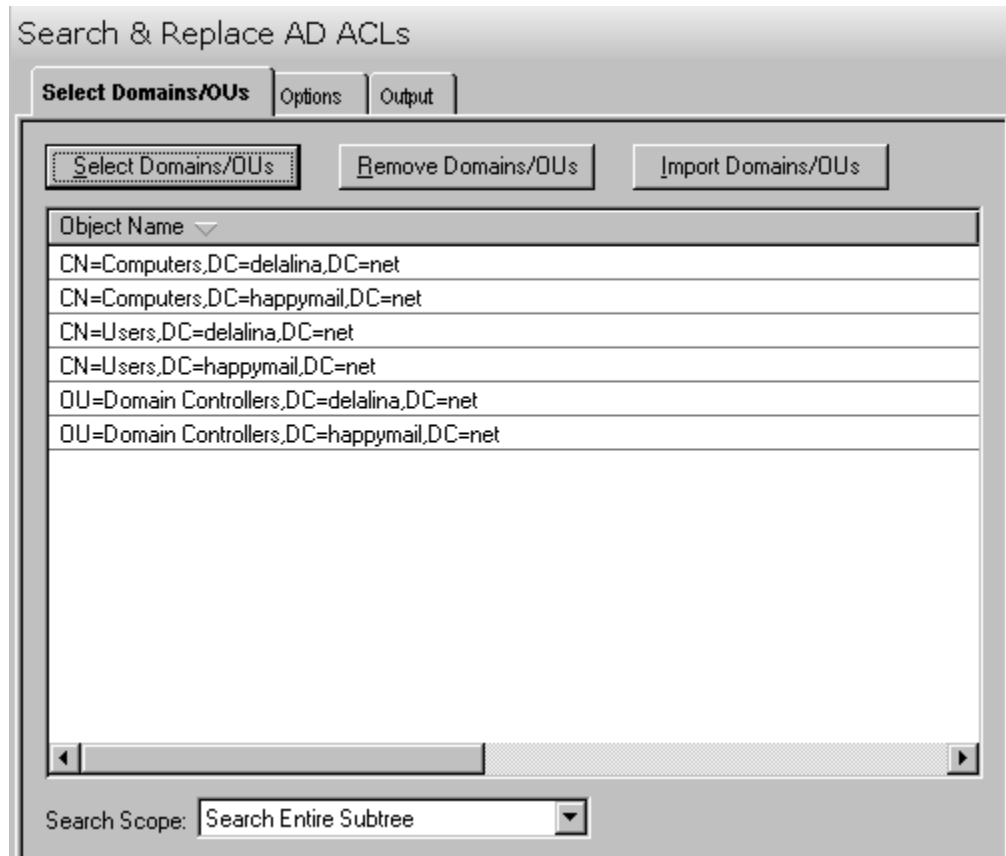 Search & Replace AD ACLs
Select Domains/OUs Options Output
Select Domains/OUs Remove Domains/OUs Import Domains/OUs
Object Name
CN=Computers,DC=delalina,DC=net
CN=Computers,DC=happymail,DC=net
CN=Users,DC=delalina,DC=net
CN=Users,DC=happymail,DC=net
OU=Domain Controllers,DC=delalina,DC=net
OU=Domain Controllers,DC=happymail,DC=net
Search Scope: Search Entire Subtree